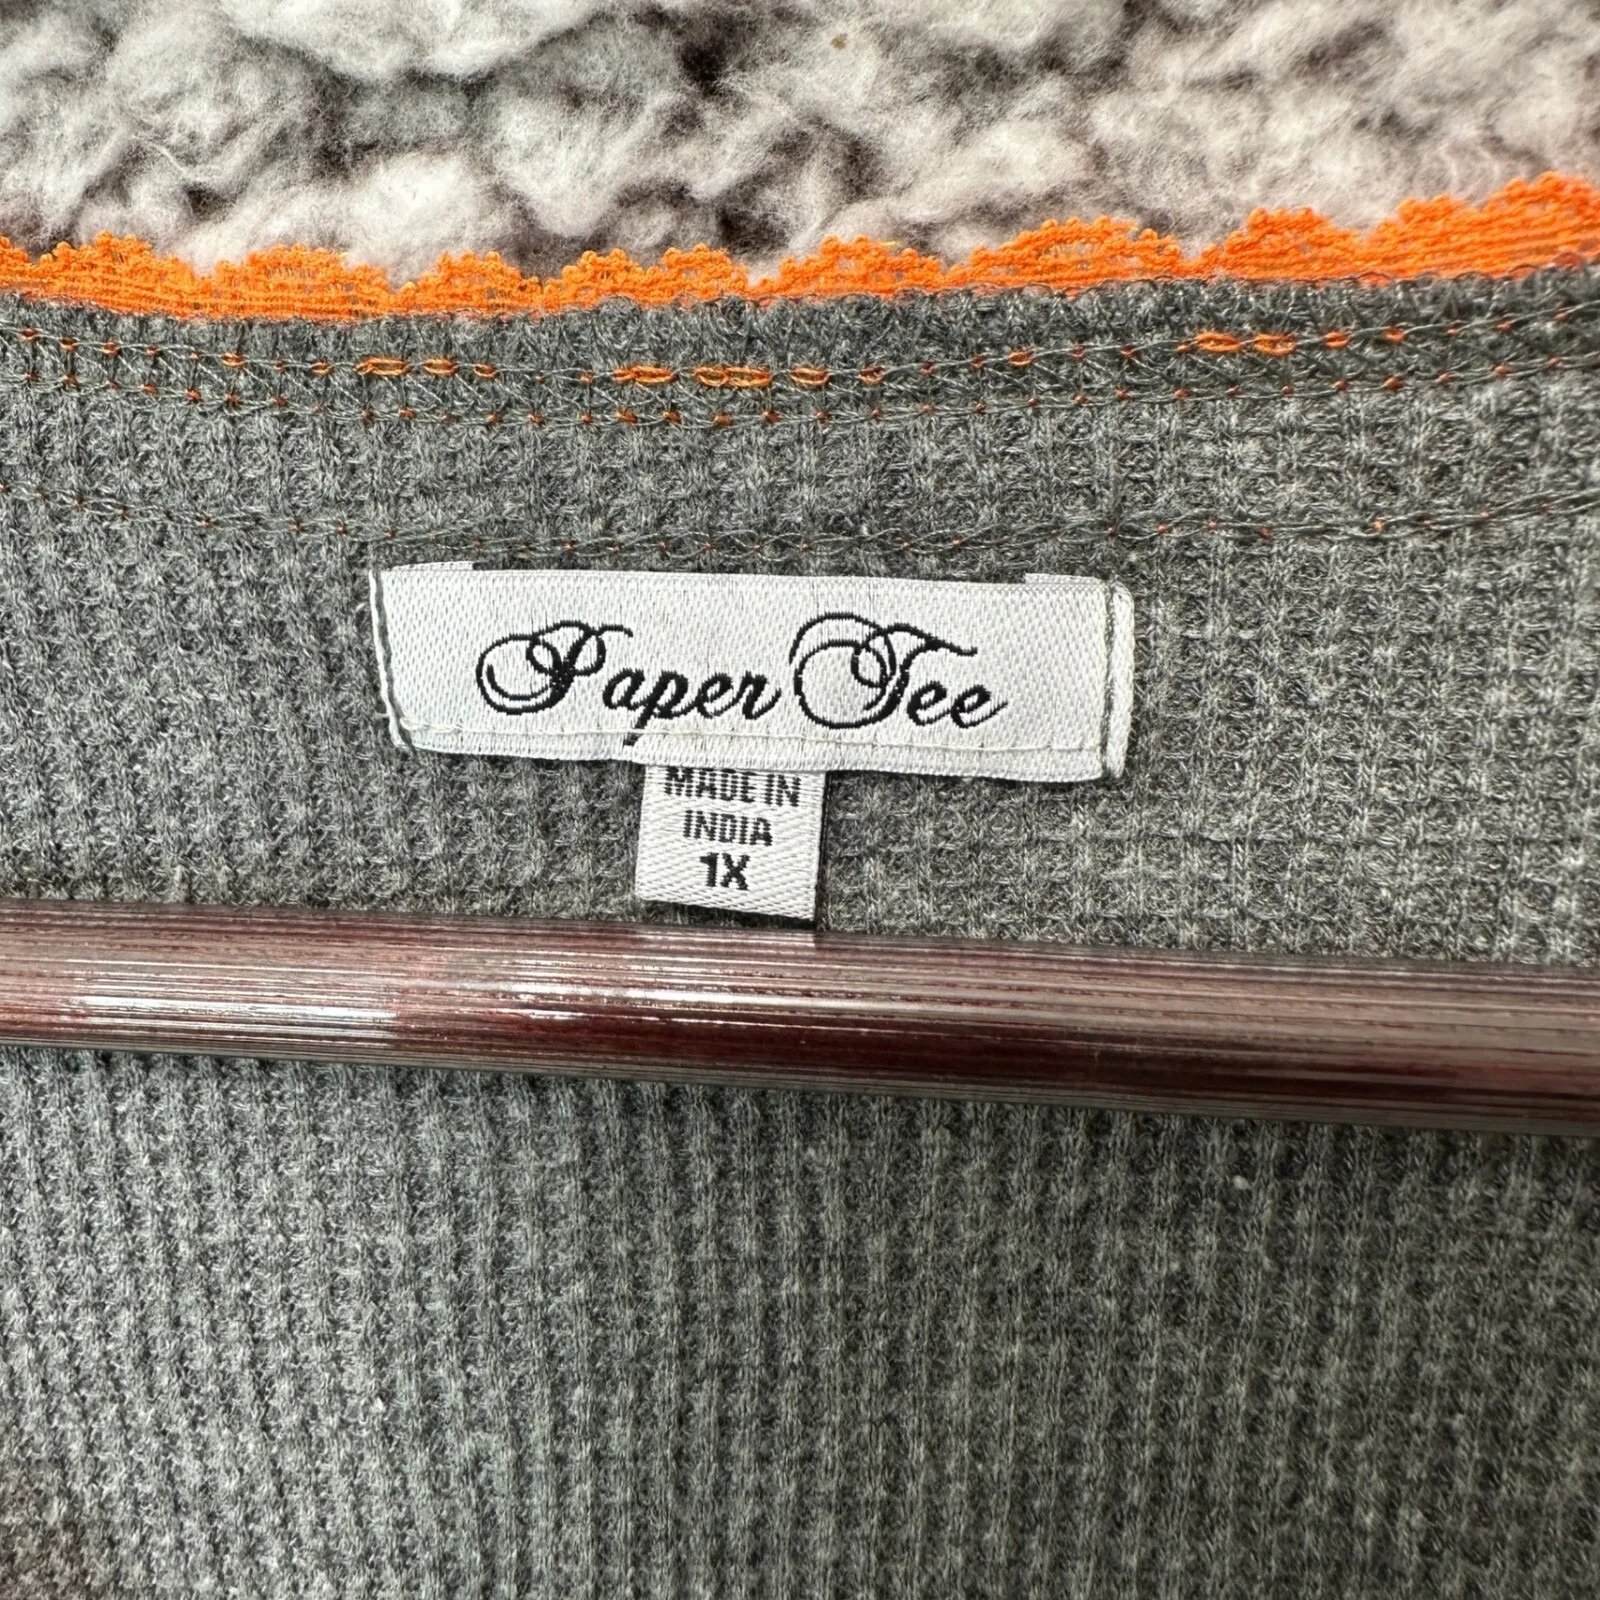 Paper Tee
MADE IN
INDIA
1X